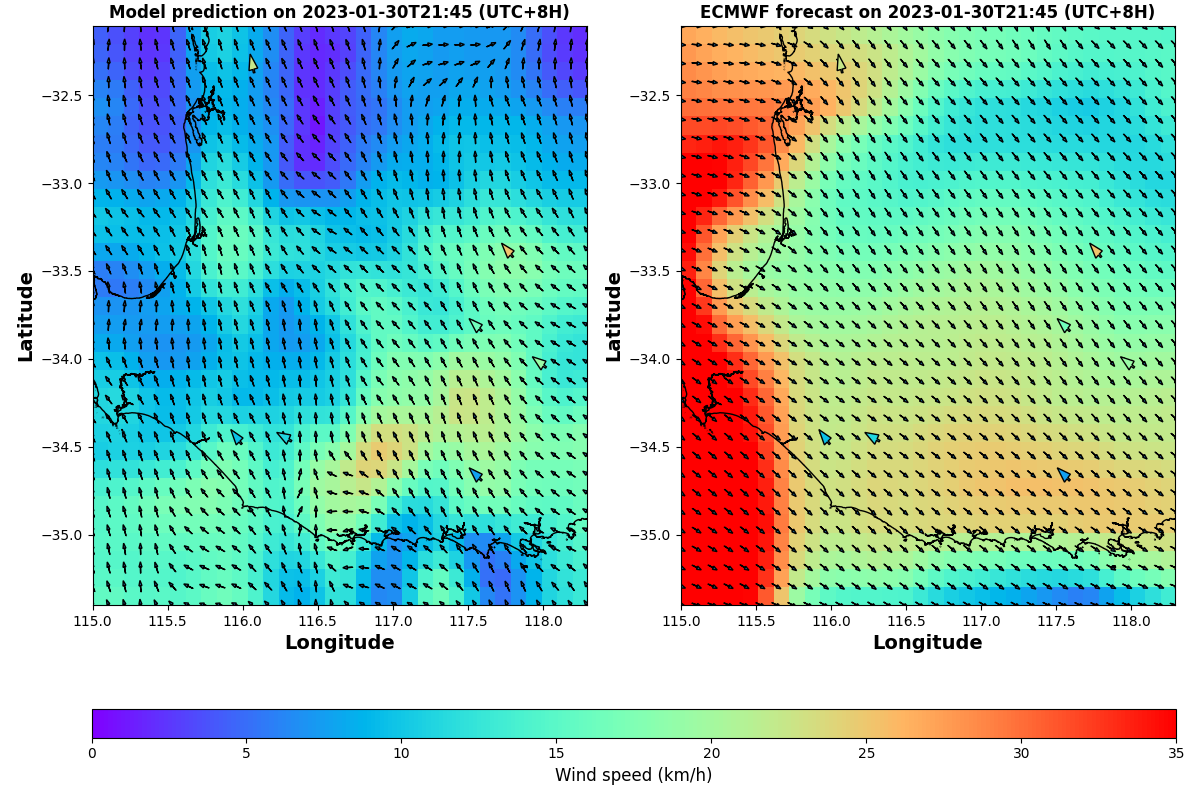 Model prediction on 2023-01-30T21:45 (UTC+8H)
ECMWF forecast on 2023-01-30T21:45 (UTC+8H)
Latitude
−32.5
−33.0
−33.5
−34.0
−34.5
−35.0
115.0 115.5 116.0 116.5 117.0 117.5 118.0
Longitude
Latitude
−32.5
−33.0
−33.5
−34.0
−34.5
−35.0
115.0 115.5 116.0 116.5 117.0 117.5 118.0
Longitude
0 5 10 15 20 25 30 35
Wind speed (km/h)